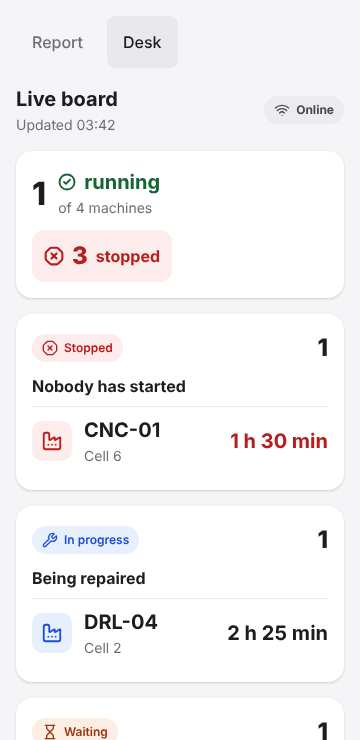 Report Desk
Live board
Updated 03:42
Online
1 running
of 4 machines
3 stopped
Stopped 1
Nobody has started
CNC-01
Cell 6
1 h 30 min
In progress 1
Being repaired
DRL-04
Cell 2
2 h 25 min
Waiting 1